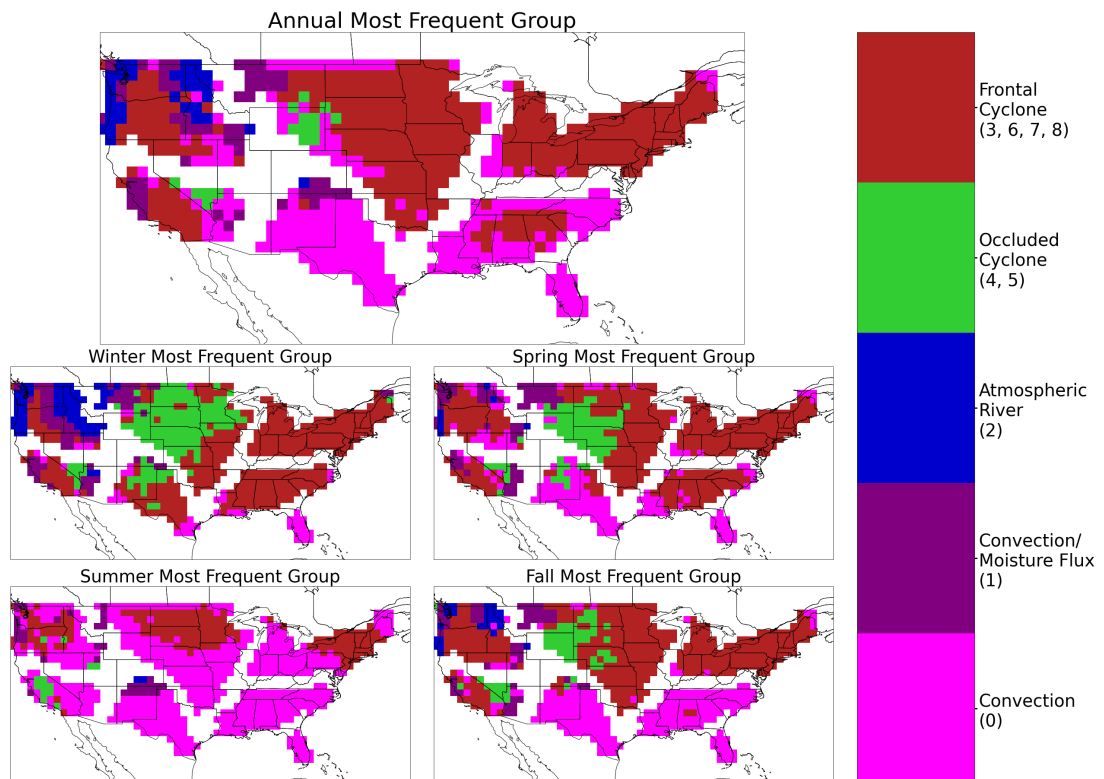 Annual Most Frequent Group
Winter Most Frequent Group
Spring Most Frequent Group
Summer Most Frequent Group
Fall Most Frequent Group
Frontal
Cyclone
(3, 6, 7, 8)
Occluded
Cyclone
(4, 5)
Atmospheric
River
(2)
Convection/
Moisture Flux
(1)
Convection
(0)